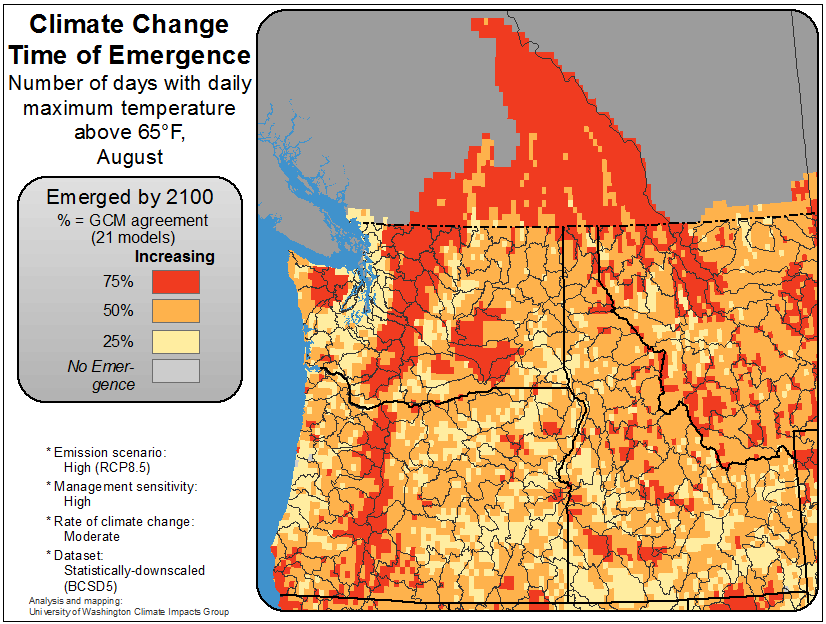 Climate Change
Time of Emergence
Number of days with daily
maximum temperature
above 65°F,
August
Emerged by 2100
% = GCM agreement
(21 models)
Increasing
75%
50%
25%
No Emer-
gence
* Emission scenario:
High (RCP8.5)
* Management sensitivity:
High
* Rate of climate change:
Moderate
* Dataset:
Statistically-downscaled
(BCSD5)
Analysis and mapping:
University of Washington Climate Impacts Group